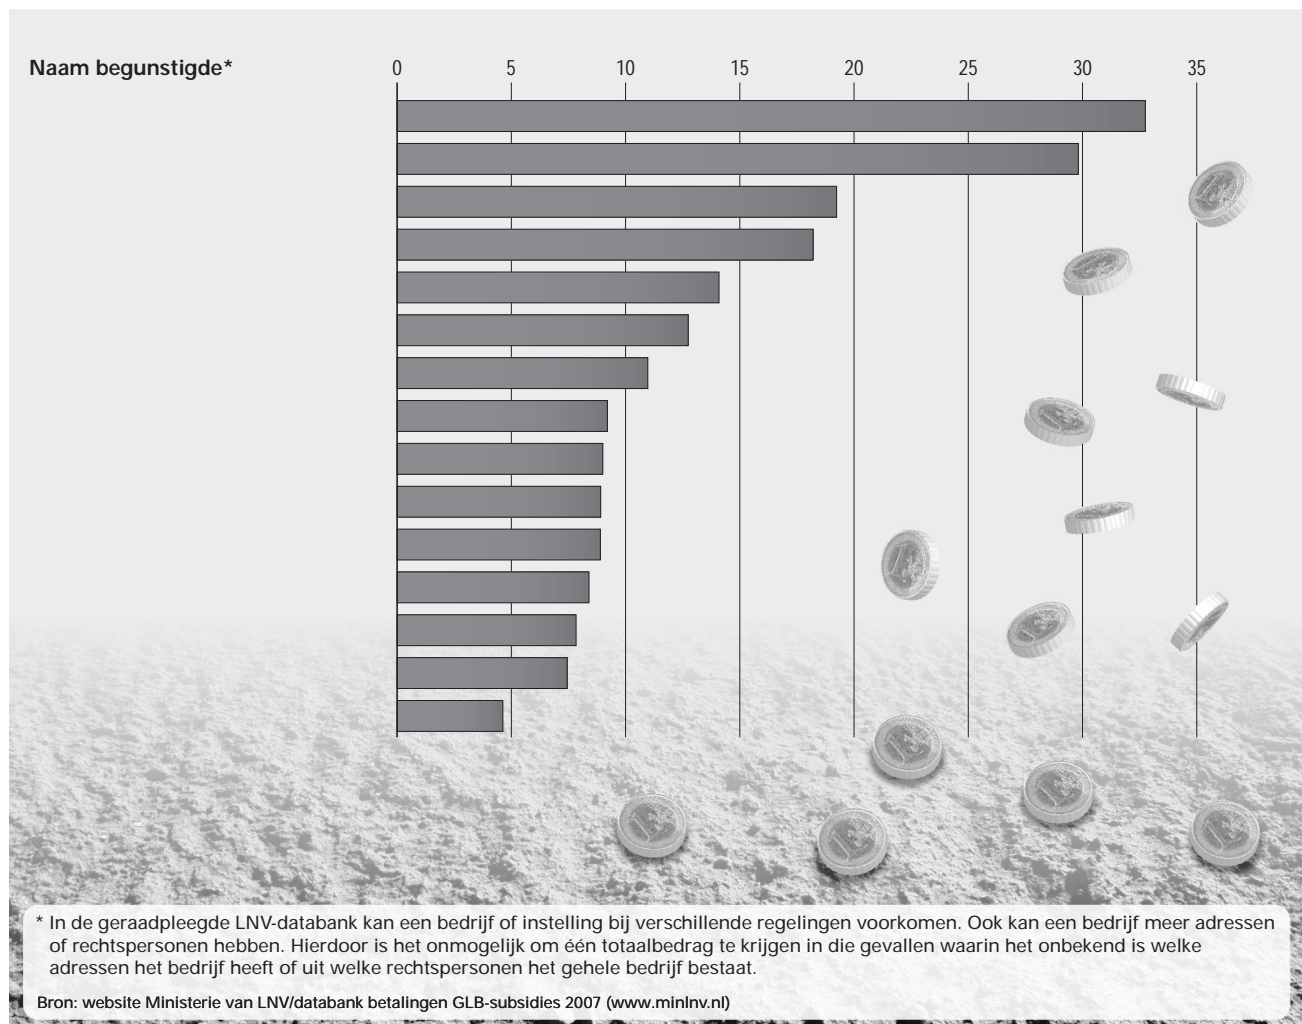 Naam begunstigde* 0 5 10 15 20 25 30 35
* In de geraadpleegde LNV-databank kan een bedrijf of instelling bij verschillende regelingen voorkomen. Ook kan een bedrijf meer adressen
of rechtspersonen hebben. Hierdoor is het onmogelijk om één totaalbedrag te krijgen in die gevallen waarin het onbekend is welke
adressen het bedrijf heeft of uit welke rechtspersonen het gehele bedrijf bestaat.
Bron: website Ministerie van LNV/databank betalingen GLB-subsidies 2007 (www.minlnv.nl)